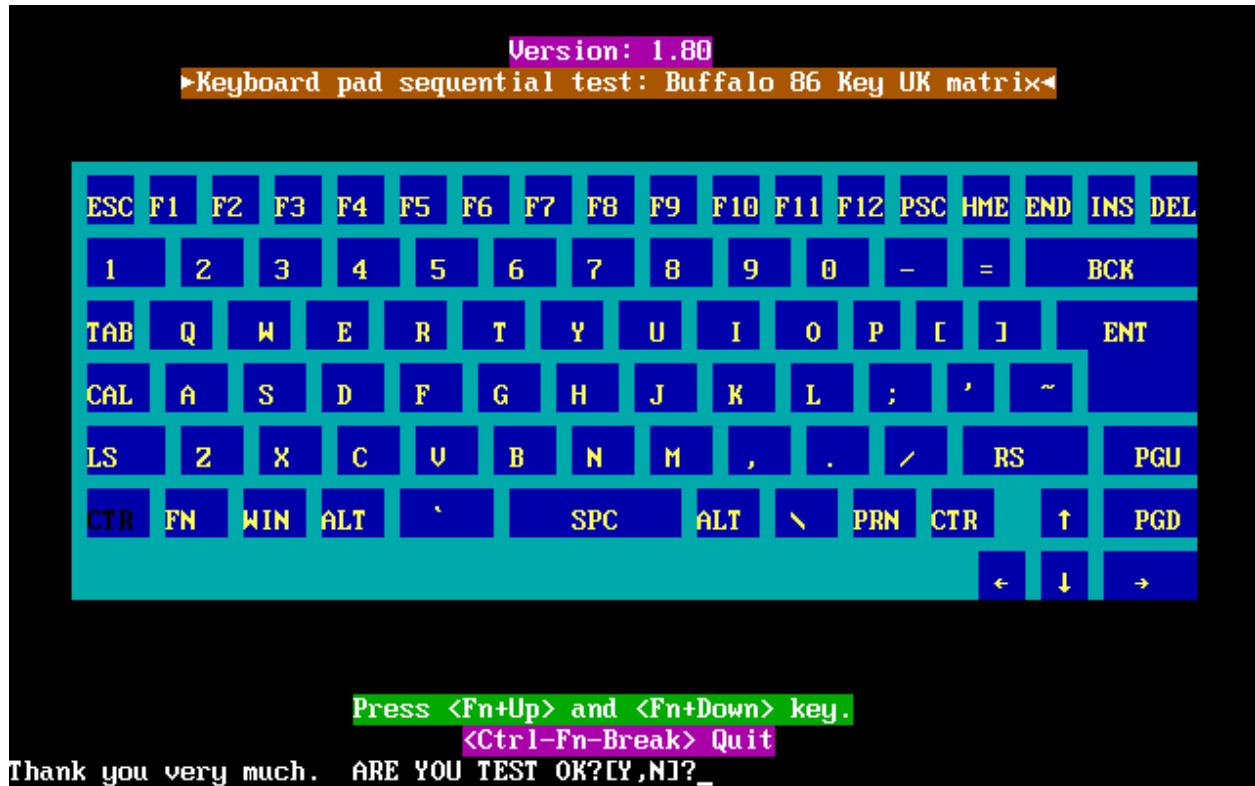 Version: 1.80
►Keyboard pad sequential test: Buffalo 86 Key UK matrix◄
ESC F1 F2 F3 F4 F5 F6 F7 F8 F9 F10 F11 F12 PSC HME END INS DEL
1 2 3 4 5 6 7 8 9 0 - = BCK
TAB Q W E R T Y U I O P [ ] ENT
CAL A S D F G H J K L ; ' ~
LS Z X C V B N M , . / RS PGU
CTR FN WIN ALT ` SPC ALT \ PRN CTR ↑ PGD
← ↓ →
Press <Fn+Up> and <Fn+Down> key.
<Ctrl-Fn-Break> Quit
Thank you very much. ARE YOU TEST OK?[Y,N]?_